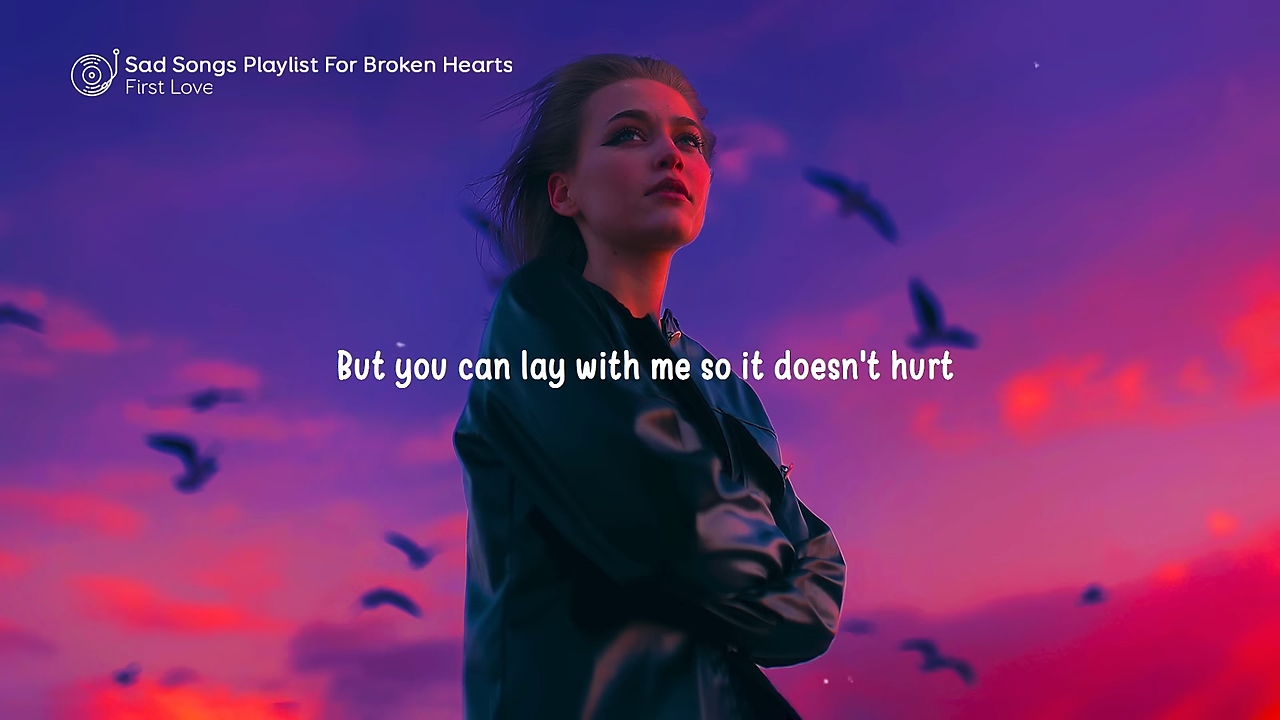 Sad Songs Playlist For Broken Hearts
First Love
But you can lay with me so it doesn't hurt